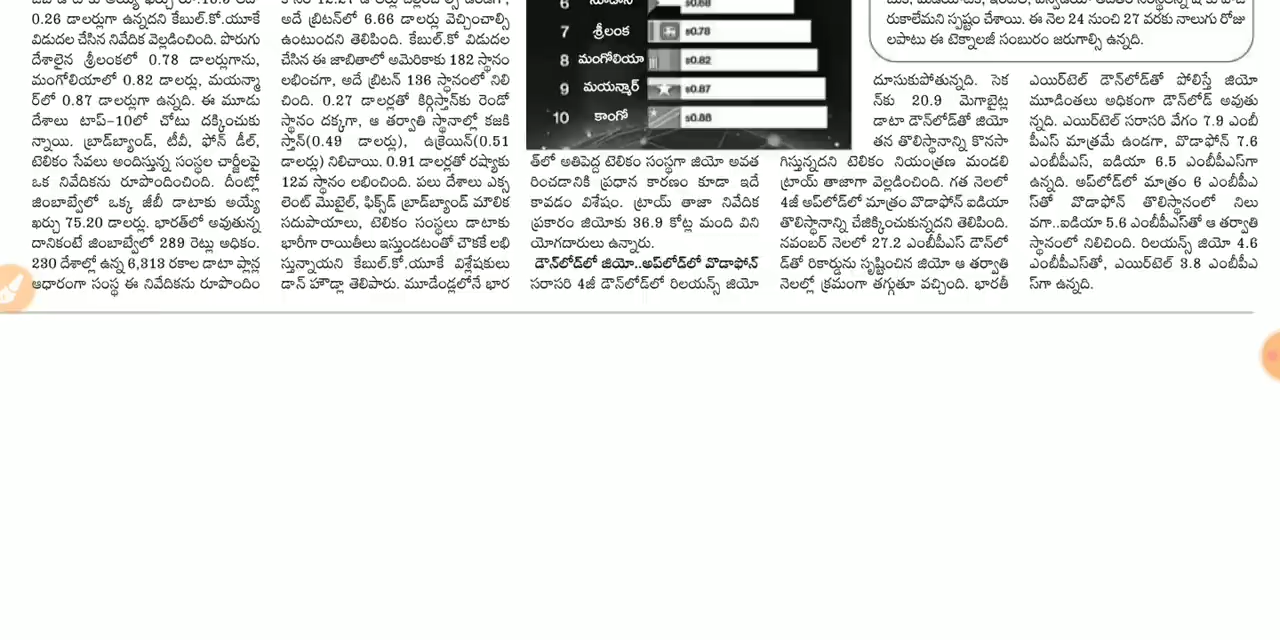 0.26 డాలర్లుగా ఉన్నదని కేబుల్.కో.యూకే
విడుదల చేసిన నివేదిక వెల్లడించింది. పొరుగు
దేశాలైన శ్రీలంకలో 0.78 డాలర్లుగాను,
మంగోలియాలో 0.82 డాలర్లు, మయన్మా
ర్‌లో 0.87 డాలర్లుగా ఉన్నది. ఈ మూడు
దేశాలు టాప్-10లో చోటు దక్కించుకు
న్నాయి. బ్రాడ్‌బ్యాండ్, టీవీ, ఫోన్ డీల్,
టెలికం సేవలు అందిస్తున్న సంస్థల చార్జీలపై
ఒక నివేదికను రూపొందించింది. దీంట్లో
జింబాబ్వేలో ఒక్క జీబీ డాటాకు అయ్యే
ఖర్చు 75.20 డాలర్లు. భారత్‌లో అవుతున్న
దానికంటే జింబాబ్వేలో 289 రెట్లు అధికం.
230 దేశాల్లో ఉన్న 6,313 రకాల డాటా ప్లాన్ల
ఆధారంగా సంస్థ ఈ నివేదికను రూపొందిం
అదే బ్రిటన్‌లో 6.66 డాలర్లు వెచ్చించాల్సి
ఉంటుందని తెలిపింది. కేబుల్.కో విడుదల
చేసిన ఈ జాబితాలో అమెరికాకు 182 స్థానం
లభించగా, అదే బ్రిటన్ 136 స్థానంలో నిలి
చింది. 0.27 డాలర్లతో కిర్గిస్తాన్‌కు రెండో
స్థానం దక్కగా, ఆ తర్వాతి స్థానాల్లో కజకి
స్తాన్(0.49 డాలర్లు), ఉక్రెయిన్(0.51
డాలర్లు) నిలిచాయి. 0.91 డాలర్లతో రష్యాకు
12వ స్థానం లభించింది. పలు దేశాలు ఎక్స
లెంట్ మొబైల్, ఫిక్స్‌డ్ బ్రాడ్‌బ్యాండ్ మౌలిక
సదుపాయాలు, టెలికం సంస్థలు డాటాకు
భారీగా రాయితీలు ఇస్తుండటంతో చౌకకే లభి
స్తున్నాయని కేబుల్.కో.యూకే విశ్లేషకులు
డాన్ హౌడ్లా తెలిపారు. మూడేండ్లలోనే భార
6 $0.68
7 శ్రీలంక $0.78
8 మంగోలియా $0.82
9 మయన్మార్ $0.87
10 కాంగో $0.88
త్‌లో అతిపెద్ద టెలికం సంస్థగా జియో అవత
రించడానికి ప్రధాన కారణం కూడా ఇదే
కావడం విశేషం. ట్రాయ్ తాజా నివేదిక
ప్రకారం జియోకు 36.9 కోట్ల మంది విని
యోగదారులు ఉన్నారు.
డౌన్‌లోడ్‌లో జియో..అప్‌లోడ్‌లో వొడాఫోన్
సరాసరి 4జీ డౌన్‌లోడ్‌లో రిలయన్స్ జియో
రుకాలేమని స్పష్టం చేశాయి. ఈ నెల 24 నుంచి 27 వరకు నాలుగు రోజు
లపాటు ఈ టెక్నాలజీ సంబురం జరుగాల్సి ఉన్నది.
దూసుకుపోతున్నది. సెక
న్‌కు 20.9 మెగాబైట్ల
డాటా డౌన్‌లోడ్‌తో జియో
తన తొలిస్థానాన్ని కొనసా
గిస్తున్నదని టెలికం నియంత్రణ మండలి
ట్రాయ్ తాజాగా వెల్లడించింది. గత నెలలో
4జీ అప్‌లోడ్‌లో మాత్రం వొడాఫోన్ ఐడియా
తొలిస్థానాన్ని చేజిక్కించుకున్నదని తెలిపింది.
నవంబర్ నెలలో 27.2 ఎంబీపీఎస్ డౌన్‌లో
డ్‌తో రికార్డును సృష్టించిన జియో ఆ తర్వాతి
నెలల్లో క్రమంగా తగ్గుతూ వచ్చింది. భారతీ
ఎయిర్‌టెల్ డౌన్‌లోడ్‌తో పోలిస్తే జియో
మూడింతలు అధికంగా డౌన్‌లోడ్ అవుతు
న్నది. ఎయిర్‌టెల్ సరాసరి వేగం 7.9 ఎంబీ
పీఎస్ మాత్రమే ఉండగా, వొడాఫోన్ 7.6
ఎంబీపీఎస్, ఐడియా 6.5 ఎంబీపీఎస్‌గా
ఉన్నది. అప్‌లోడ్‌లో మాత్రం 6 ఎంబీపీఎ
స్‌తో వొడాఫోన్ తొలిస్థానంలో నిలు
వగా..ఐడియా 5.6 ఎంబీపీఎస్‌తో ఆ తర్వాతి
స్థానంలో నిలిచింది. రిలయన్స్ జియో 4.6
ఎంబీపీఎస్‌తో, ఎయిర్‌టెల్ 3.8 ఎంబీపీఎ
స్‌గా ఉన్నది.